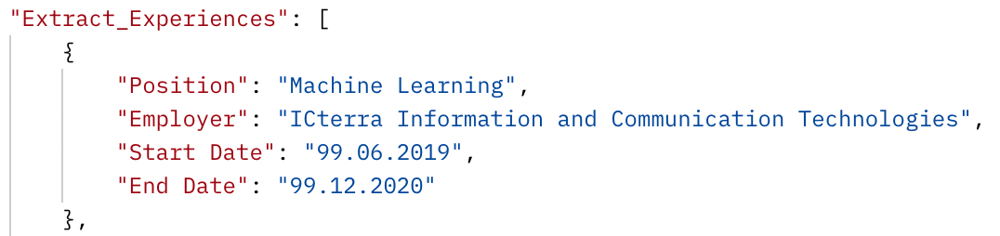 "Extract_Experiences": [
{
"Position": "Machine Learning",
"Employer": "ICterra Information and Communication Technologies",
"Start Date": "99.06.2019",
"End Date": "99.12.2020"
},